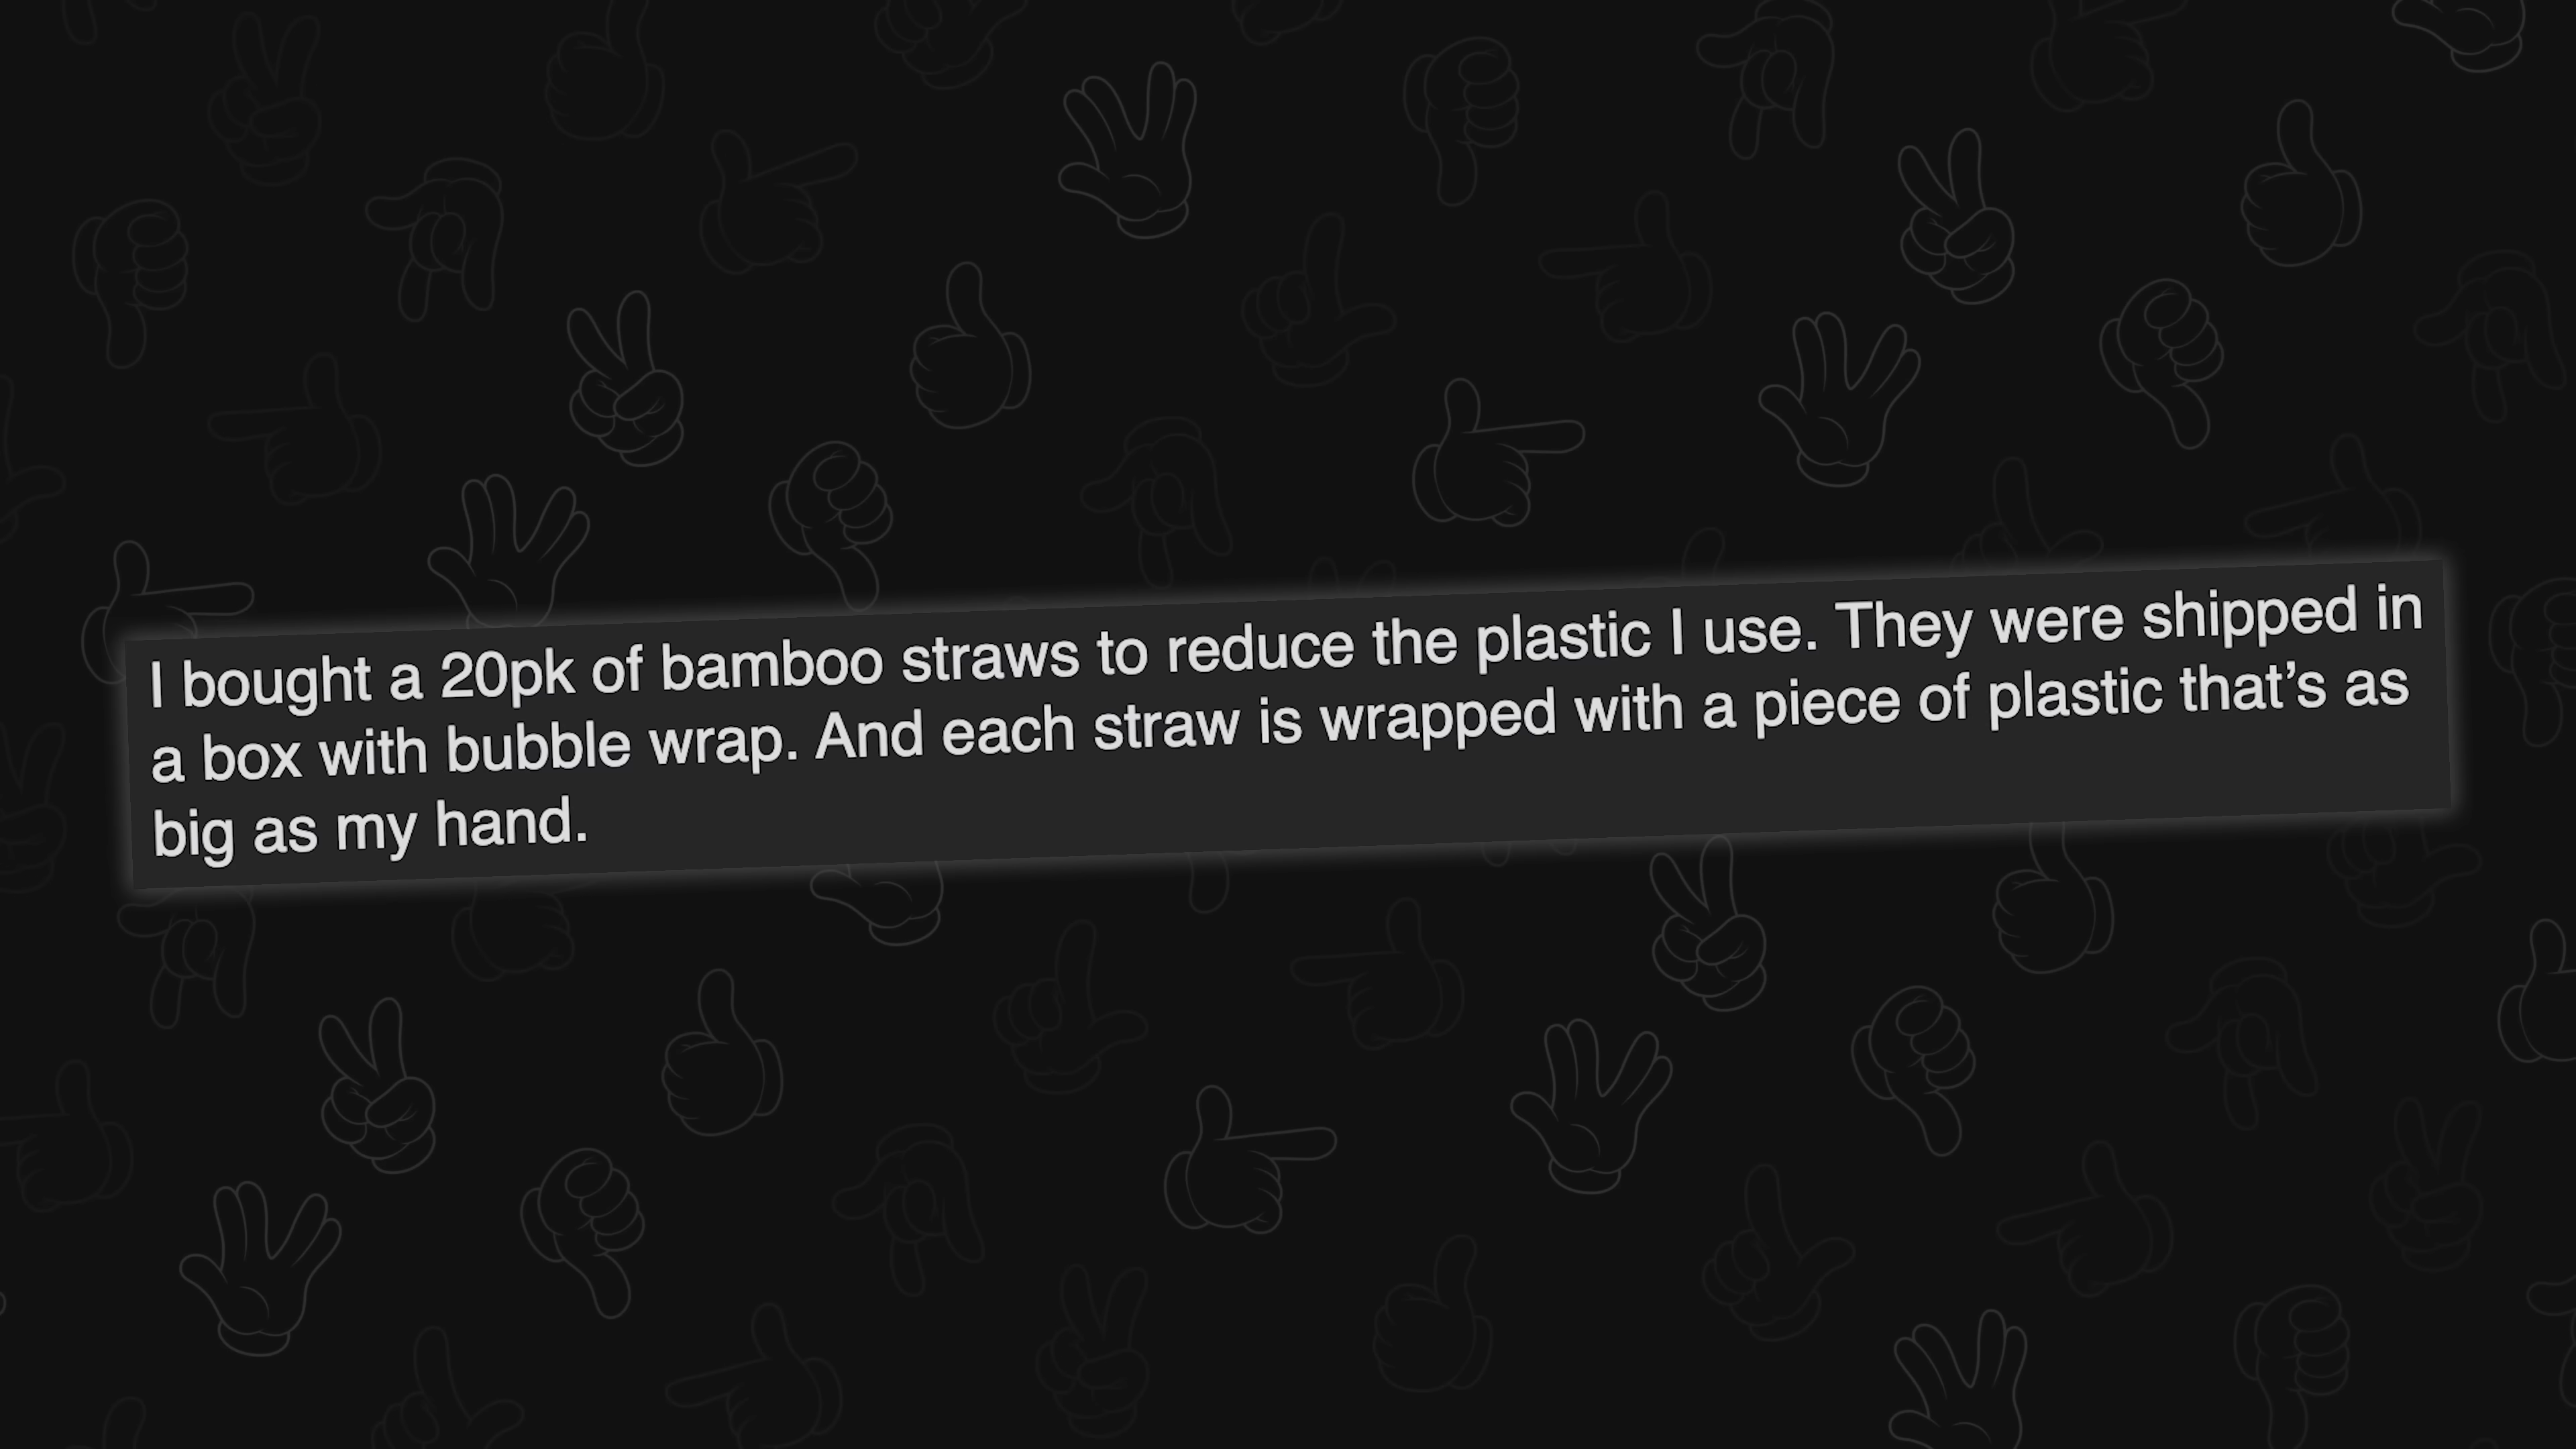 I bought a 20pk of bamboo straws to reduce the plastic I use. They were shipped in
a box with bubble wrap. And each straw is wrapped with a piece of plastic that’s as
big as my hand.